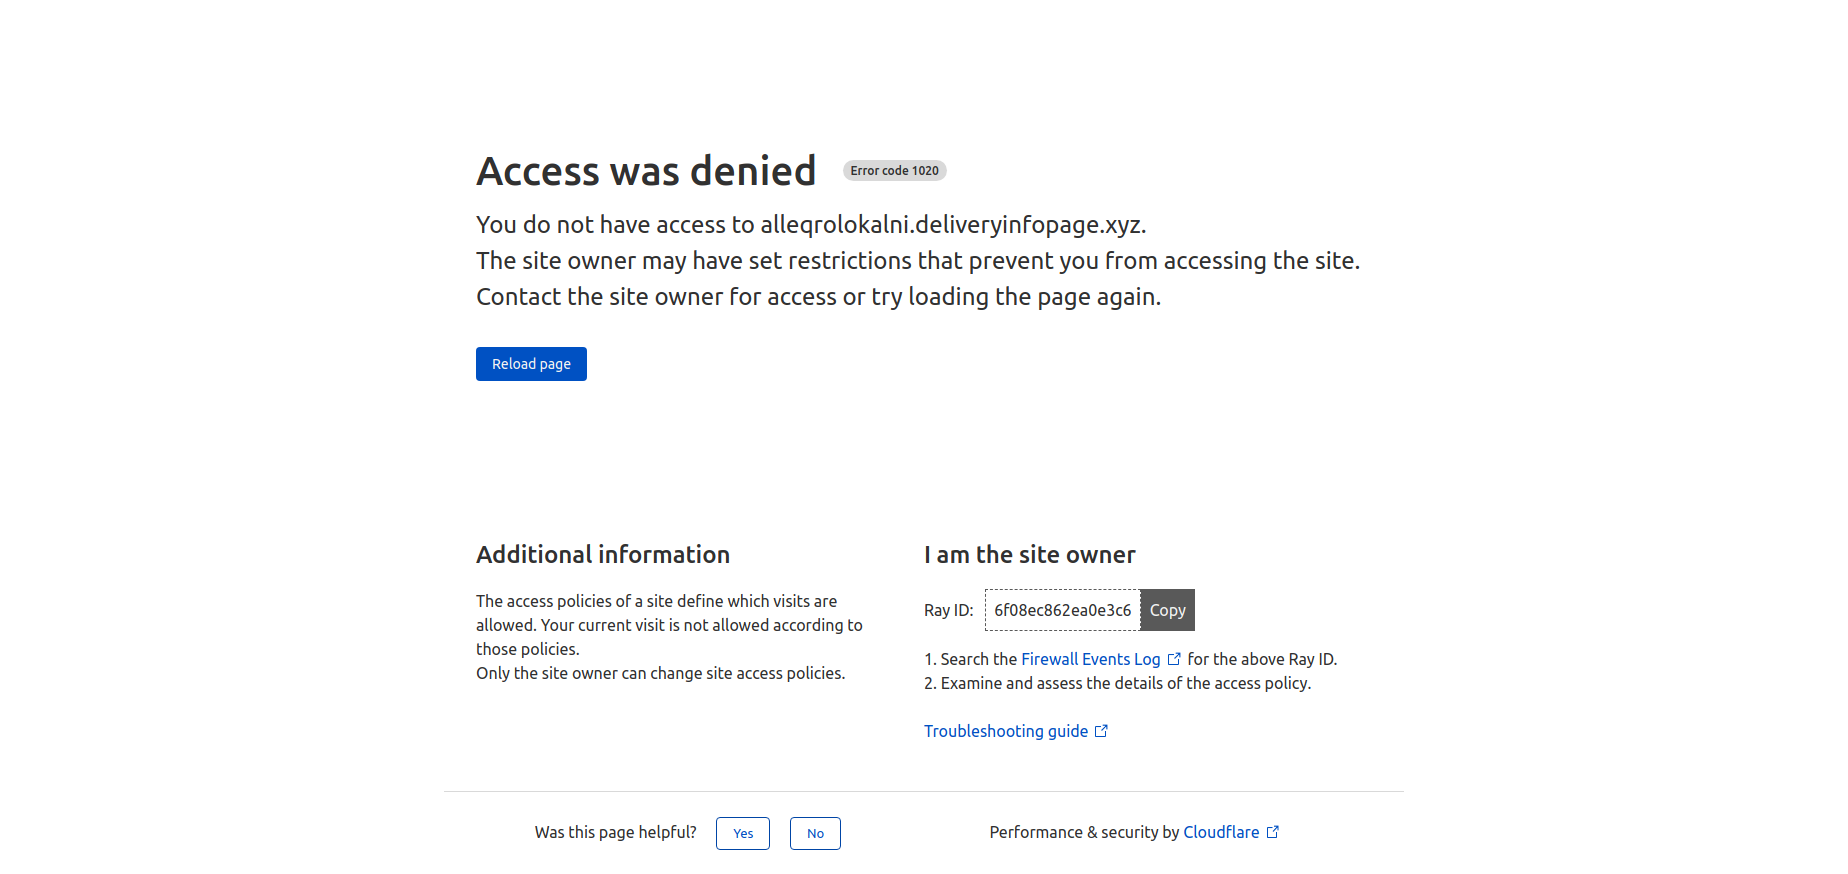 Access was denied Error code 1020
You do not have access to alleqrolokalni.deliveryinfopage.xyz.
The site owner may have set restrictions that prevent you from accessing the site.
Contact the site owner for access or try loading the page again.
Reload page
Additional information
The access policies of a site define which visits are
allowed. Your current visit is not allowed according to
those policies.
Only the site owner can change site access policies.
I am the site owner
Ray ID: 6f08ec862ea0e3c6 Copy
1. Search the Firewall Events Log for the above Ray ID.
2. Examine and assess the details of the access policy.
Troubleshooting guide
Was this page helpful? Yes No
Performance & security by Cloudflare